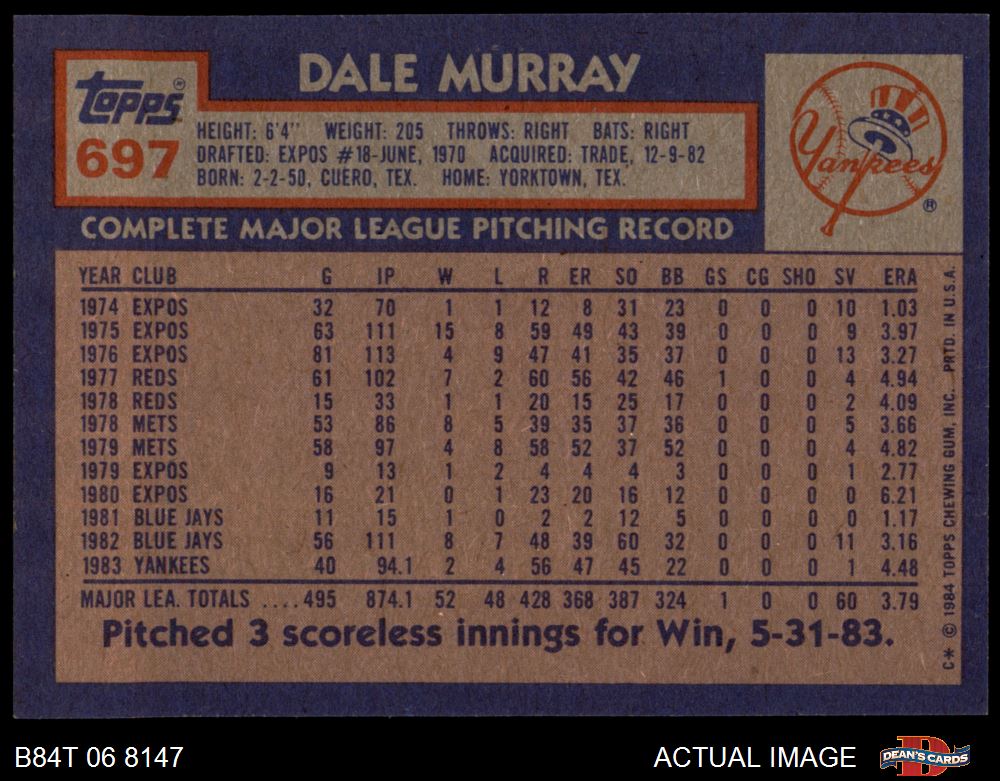 DALE MURRAY
Topps®
697
HEIGHT: 6'4" WEIGHT: 205 THROWS: RIGHT BATS: RIGHT
DRAFTED: EXPOS #18-JUNE, 1970 ACQUIRED: TRADE, 12-9-82
BORN: 2-2-50, CUERO, TEX. HOME: YORKTOWN, TEX.
Yankees ®
COMPLETE MAJOR LEAGUE PITCHING RECORD
YEAR CLUB G IP W L R ER SO BB GS CG SHO SV ERA
1974 EXPOS 32 70 1 1 12 8 31 23 0 0 0 10 1.03
1975 EXPOS 63 111 15 8 59 49 43 39 0 0 0 9 3.97
1976 EXPOS 81 113 4 9 47 41 35 37 0 0 0 13 3.27
1977 REDS 61 102 7 2 60 56 42 46 1 0 0 4 4.94
1978 REDS 15 33 1 1 20 15 25 17 0 0 0 2 4.09
1978 METS 53 86 8 5 39 35 37 36 0 0 0 5 3.66
1979 METS 58 97 4 8 58 52 37 52 0 0 0 4 4.82
1979 EXPOS 9 13 1 2 4 4 4 3 0 0 0 1 2.77
1980 EXPOS 16 21 0 1 23 20 16 12 0 0 0 0 6.21
1981 BLUE JAYS 11 15 1 0 2 2 12 5 0 0 0 0 1.17
1982 BLUE JAYS 56 111 8 7 48 39 60 32 0 0 0 11 3.16
1983 YANKEES 40 94.1 2 4 56 47 45 22 0 0 0 1 4.48
MAJOR LEA. TOTALS ....495 874.1 52 48 428 368 387 324 1 0 0 60 3.79
Pitched 3 scoreless innings for Win, 5-31-83.
C* © 1984 TOPPS CHEWING GUM, INC. PRTD. IN U.S.A.
B84T 06 8147
ACTUAL IMAGE
DEAN'S CARDS